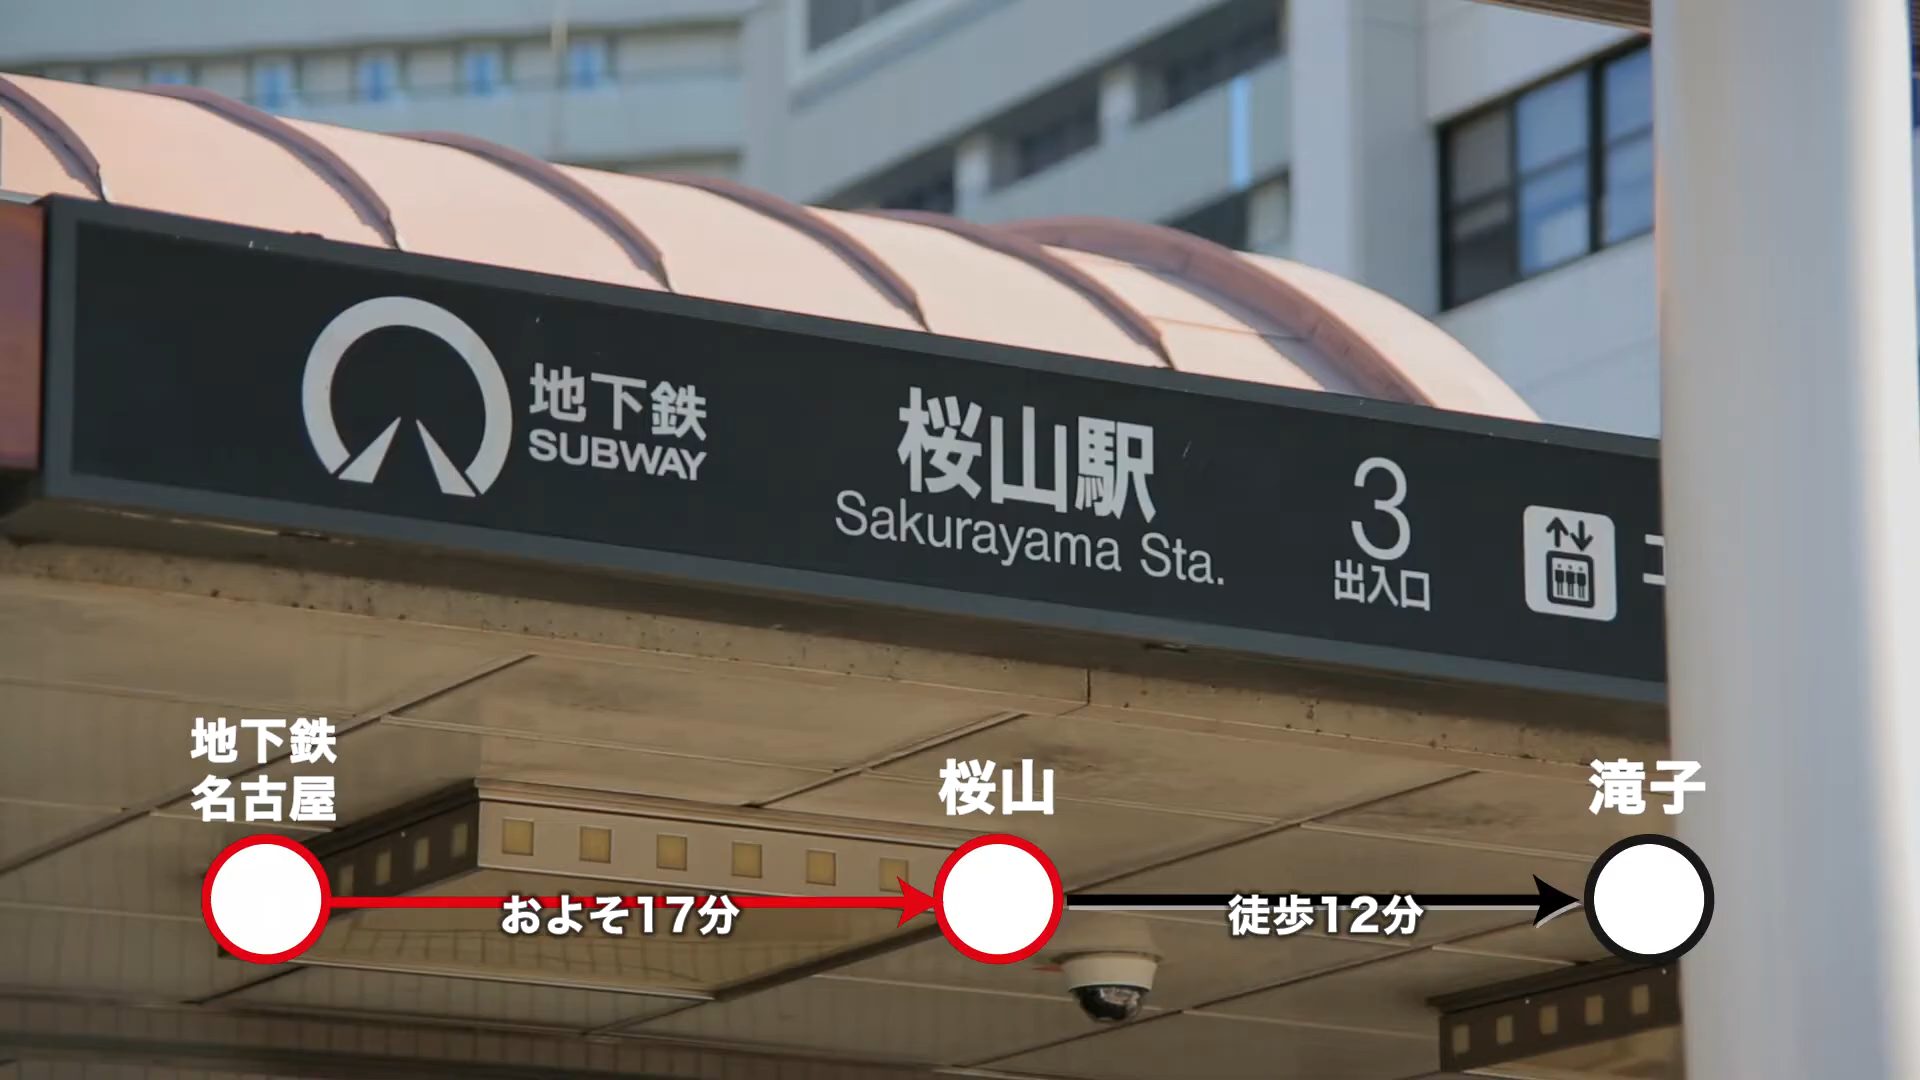 地下鉄
SUBWAY
桜山駅
Sakurayama Sta.
3
出入口
地下鉄
名古屋
桜山
滝子
およそ17分
徒歩12分